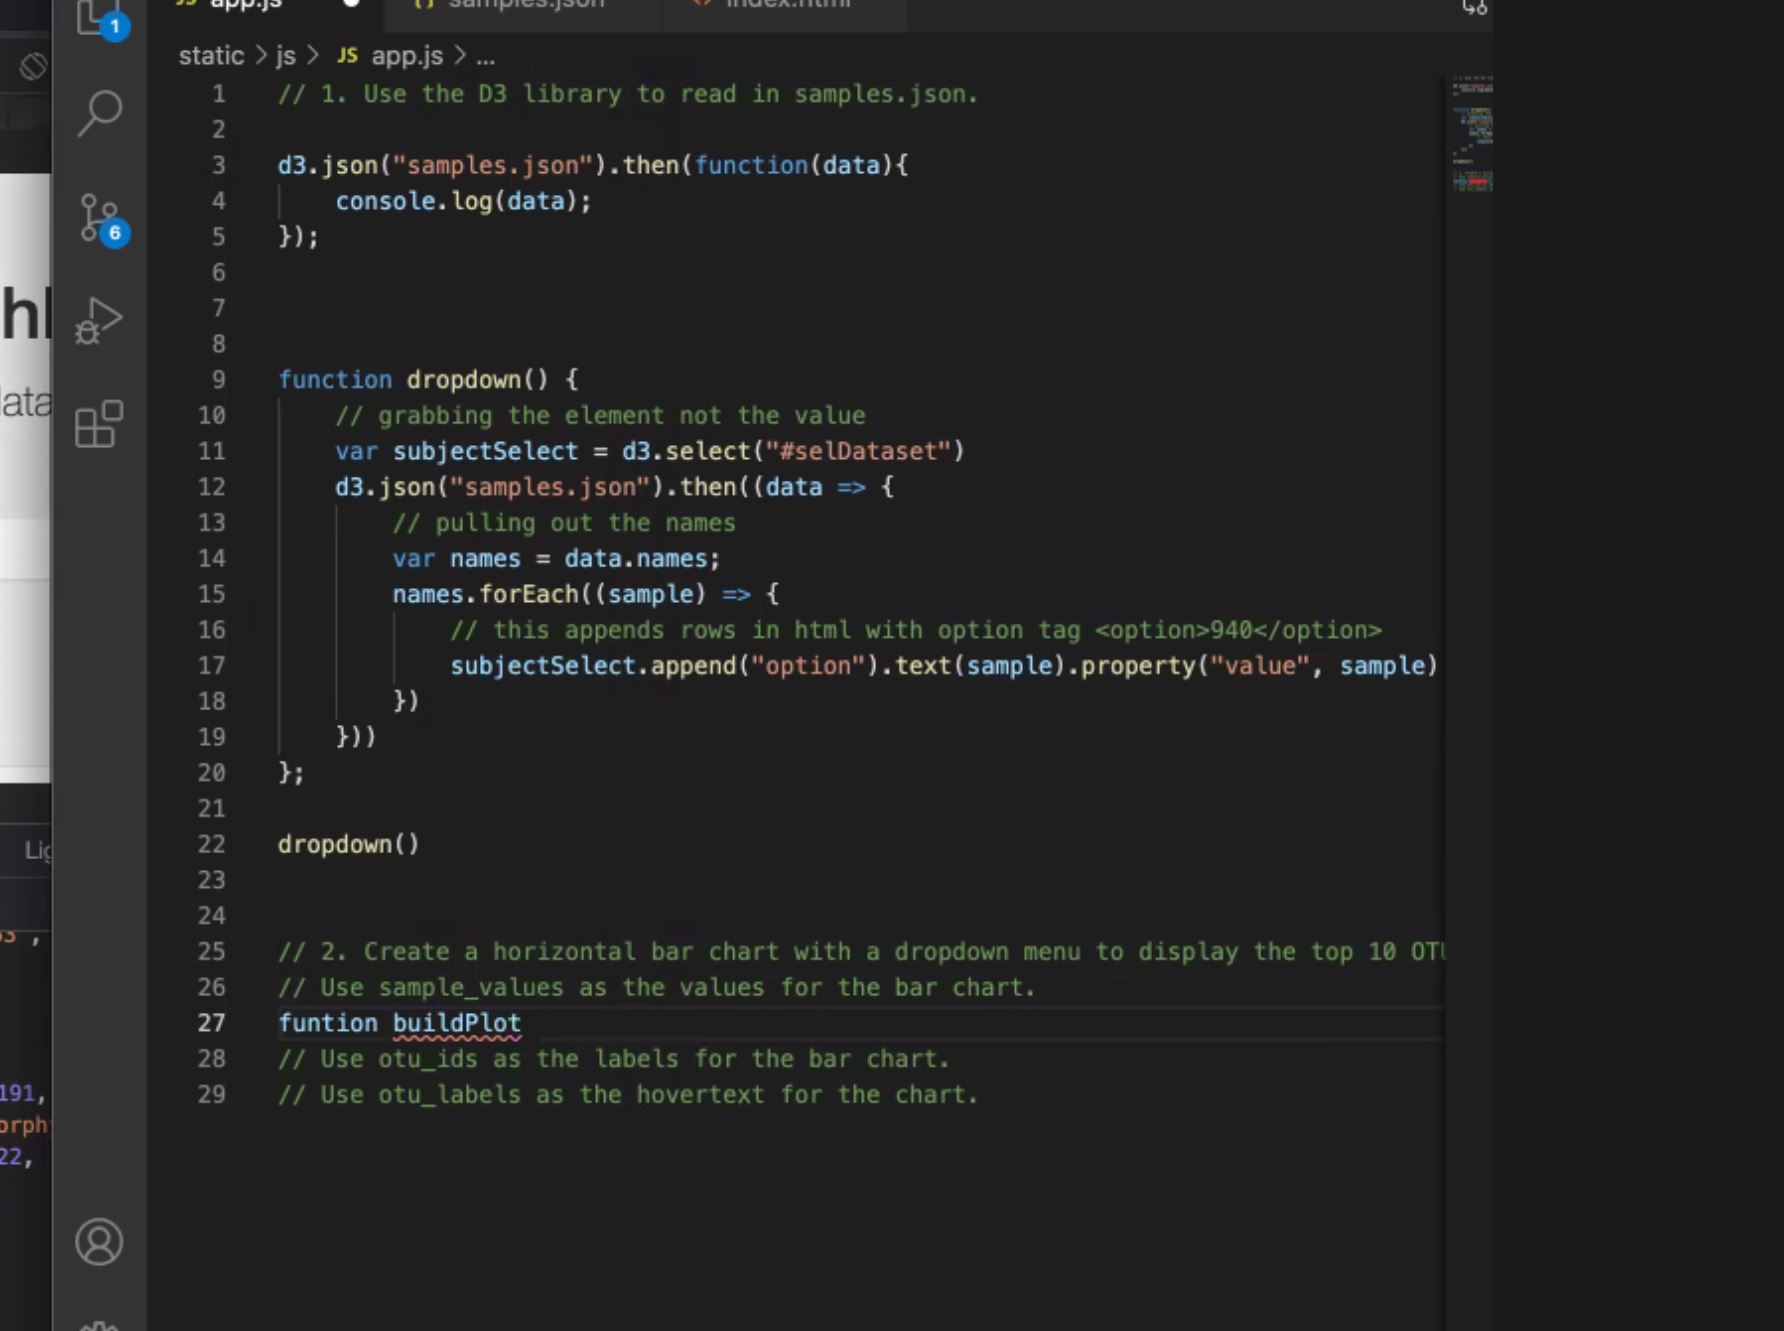 JS app.js
{} samples.json
<> index.html
1
static > js > JS app.js > ...
1 // 1. Use the D3 library to read in samples.json.
2
3 d3.json("samples.json").then(function(data){
4 console.log(data);
5 });
6
7
8
9 function dropdown() {
10 // grabbing the element not the value
11 var subjectSelect = d3.select("#selDataset")
12 d3.json("samples.json").then((data => {
13 // pulling out the names
14 var names = data.names;
15 names.forEach((sample) => {
16 // this appends rows in html with option tag <option>940</option>
17 subjectSelect.append("option").text(sample).property("value", sample)
18 })
19 }))
20 };
21
22 dropdown()
23
24
25 // 2. Create a horizontal bar chart with a dropdown menu to display the top 10 OTU
26 // Use sample_values as the values for the bar chart.
27 funtion buildPlot
28 // Use otu_ids as the labels for the bar chart.
29 // Use otu_labels as the hovertext for the chart.
6
hl
data
Lig
191,
orph
22,